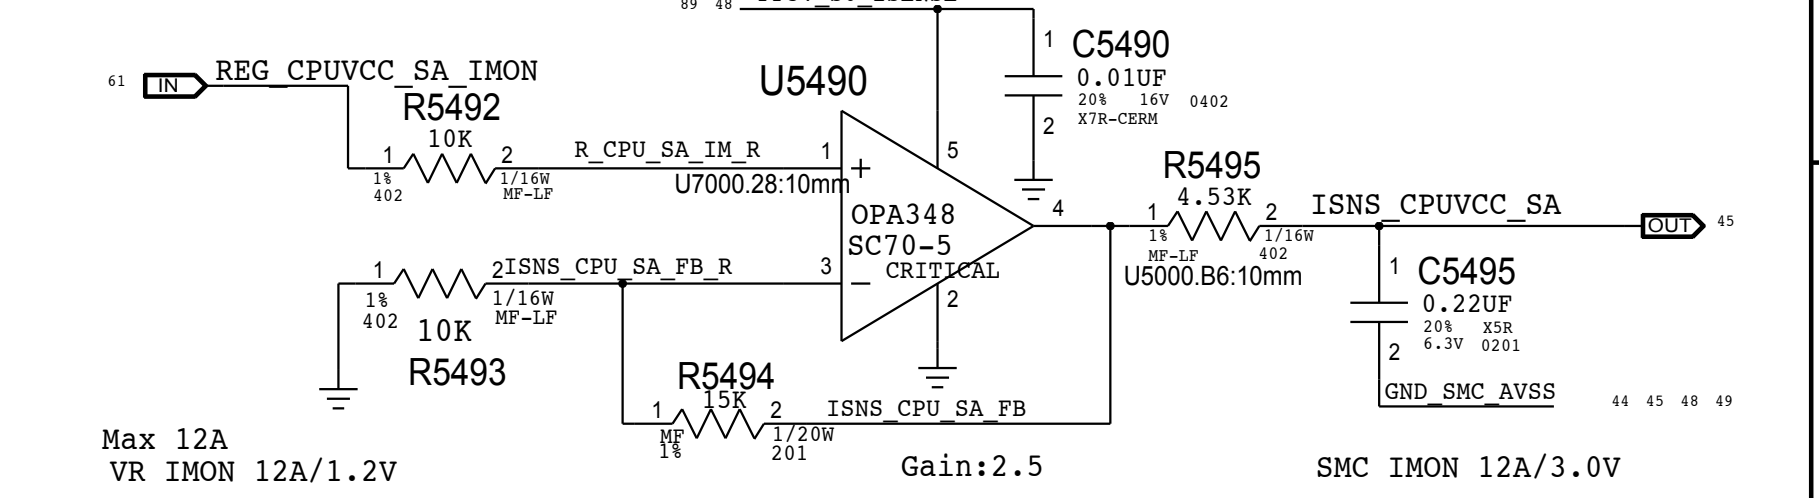 89 48
61 IN REG_CPUVCC_SA_IMON
R5492
10K
1 2
1% 1/16W
402 MF-LF
R_CPU_SA_IM_R
U7000.28:10mm
U5490
1 +
5
OPA348
SC70-5
CRITICAL
3 -
2
4
1 C5490
0.01UF
20% 16V 0402
X7R-CERM
2
R5495
4.53K
1 2
1% 1/16W
MF-LF 402
U5000.B6:10mm
ISNS_CPUVCC_SA
OUT 45
1 C5495
0.22UF
20% X5R
6.3V 0201
2
GND_SMC_AVSS
44 45 48 49
1 2
ISNS_CPU_SA_FB_R
1% 1/16W
402 MF-LF
10K
R5493
R5494
15K
1 2
MF 1/20W
1% 201
ISNS_CPU_SA_FB
Max 12A
VR IMON 12A/1.2V
Gain:2.5
SMC IMON 12A/3.0V